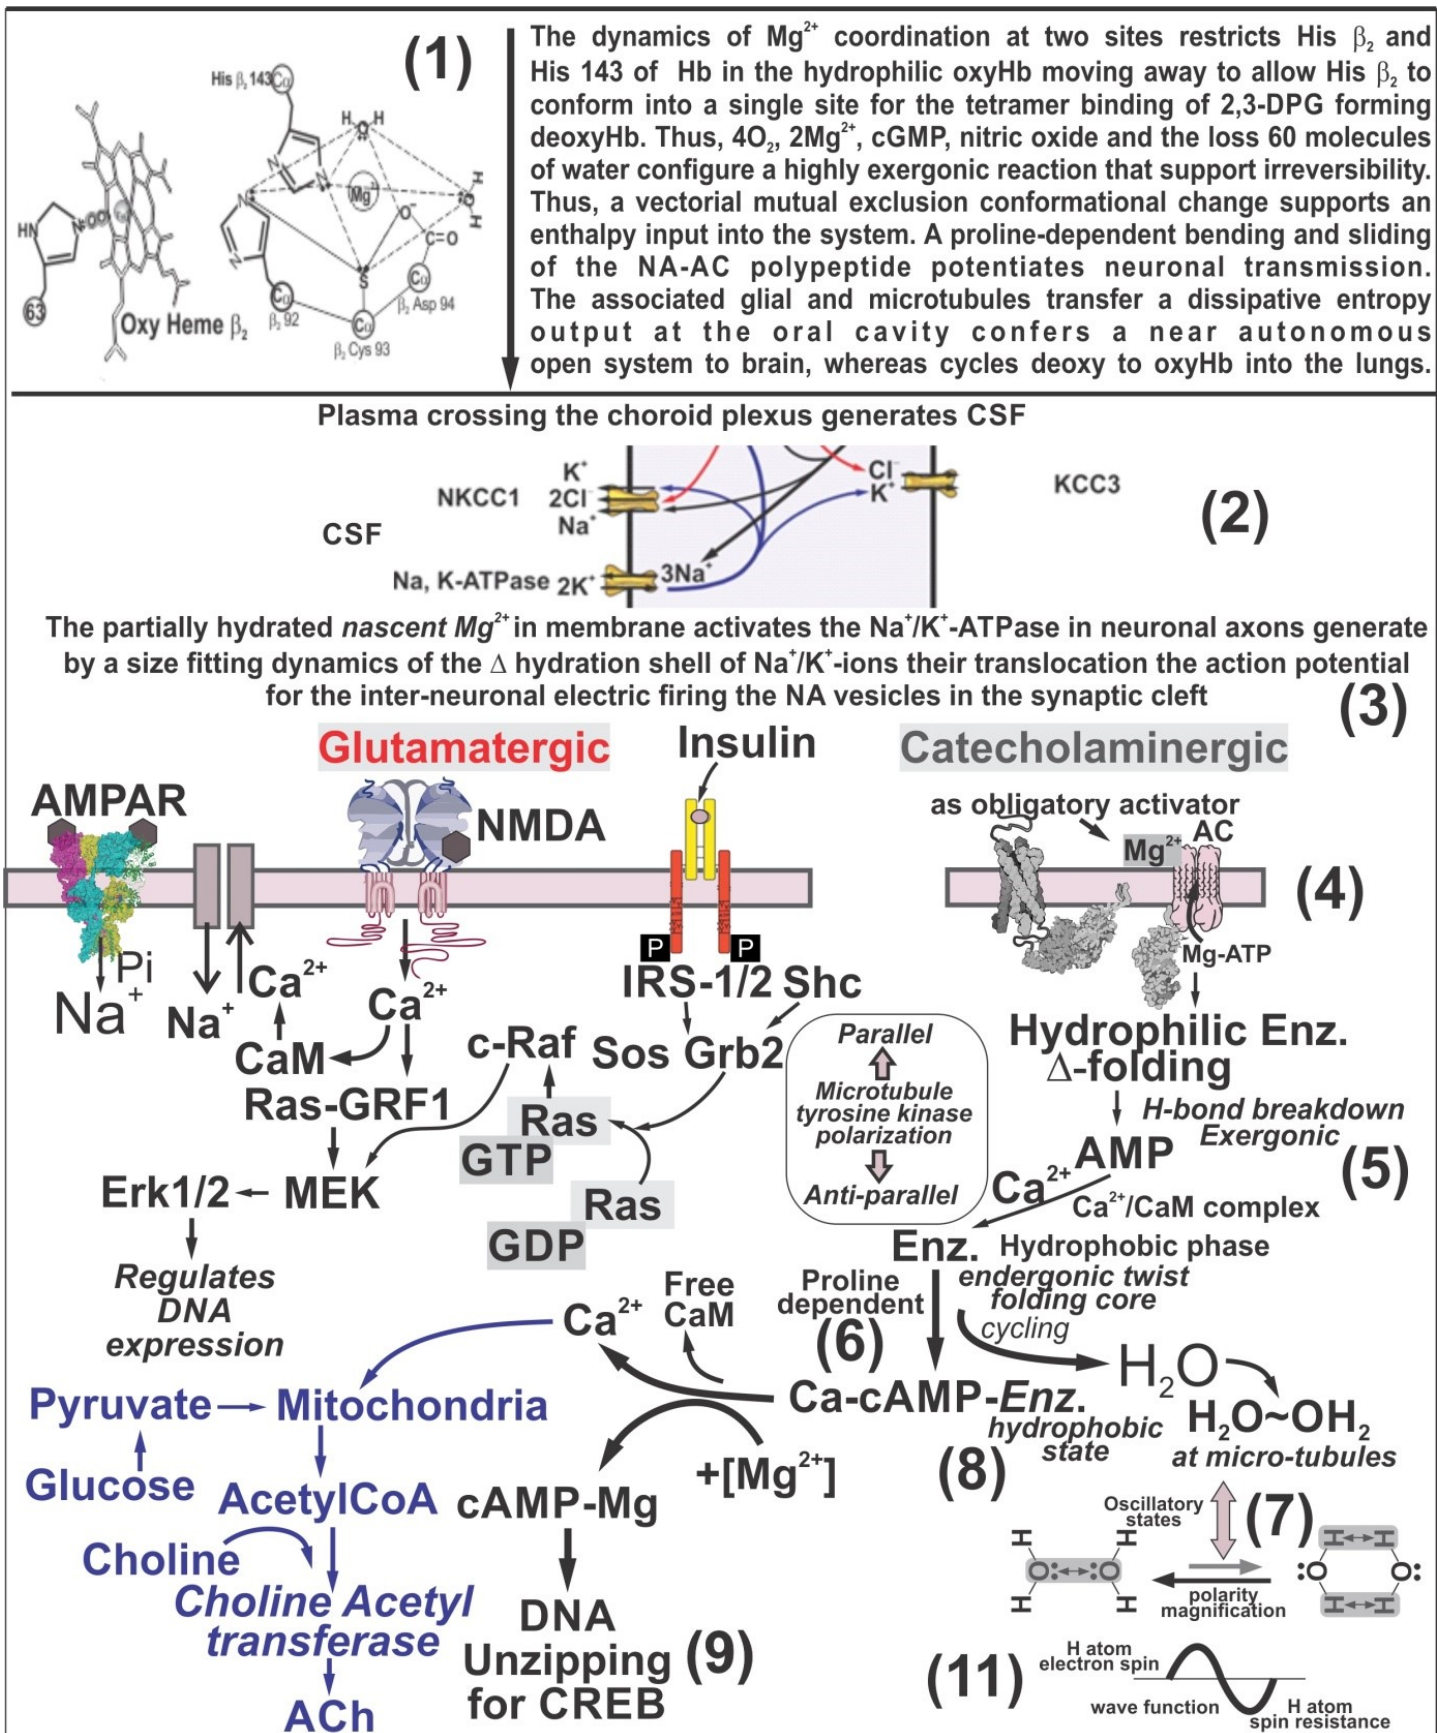 (1)
His β₂ 143 Cα
H O H
N
N
N
N
Mg²⁺
H
O
H
O⁻
C=O
S
Cα
β₂ Asp 94
Cα
β₂ 92
Cα
β₂ Cys 93
HN
N
63
Oxy Heme β₂
The dynamics of Mg²⁺ coordination at two sites restricts His β₂ and
His 143 of Hb in the hydrophilic oxyHb moving away to allow His β₂ to
conform into a single site for the tetramer binding of 2,3-DPG forming
deoxyHb. Thus, 4O₂, 2Mg²⁺, cGMP, nitric oxide and the loss 60 molecules
of water configure a highly exergonic reaction that support irreversibility.
Thus, a vectorial mutual exclusion conformational change supports an
enthalpy input into the system. A proline-dependent bending and sliding
of the NA-AC polypeptide potentiates neuronal transmission.
The associated glial and microtubules transfer a dissipative entropy
output at the oral cavity confers a near autonomous
open system to brain, whereas cycles deoxy to oxyHb into the lungs.
Plasma crossing the choroid plexus generates CSF
K⁺
NKCC1 2Cl⁻
Na⁺
Cl⁻
K⁺
KCC3
(2)
CSF
Na, K-ATPase 2K⁺
3Na⁺
The partially hydrated nascent Mg²⁺ in membrane activates the Na⁺/K⁺-ATPase in neuronal axons generate
by a size fitting dynamics of the Δ hydration shell of Na⁺/K⁺-ions their translocation the action potential
for the inter-neuronal electric firing the NA vesicles in the synaptic cleft
(3)
Glutamatergic
Insulin
Catecholaminergic
AMPAR
NMDA
as obligatory activator
Mg²⁺
AC
(4)
P
P
Pi
Na⁺
Na⁺
Ca²⁺
Ca²⁺
IRS-1/2 Shc
Mg-ATP
CaM
c-Raf
Sos Grb2
Ras-GRF1
Ras
GTP
Ras
GDP
Erk1/2
MEK
Regulates
DNA
expression
Parallel
Microtubule
tyrosine kinase
polarization
Anti-parallel
Hydrophilic Enz.
Δ-folding
H-bond breakdown
Exergonic
(5)
AMP
Ca²⁺
Ca²⁺/CaM complex
Enz. Hydrophobic phase
endergonic twist
folding core
cycling
Proline
dependent
(6)
Free
CaM
Ca²⁺
H₂O
H₂O~OH₂
at micro-tubules
Ca-cAMP-Enz.
hydrophobic
state
(8)
+[Mg²⁺]
Pyruvate
Mitochondria
Glucose
AcetylCoA
cAMP-Mg
Choline
Choline Acetyl
transferase
ACh
DNA
Unzipping
for CREB
(9)
Oscillatory
states
(7)
H H
O: :O
H H
polarity
magnification
H H
:O O:
H H
(11)
H atom
electron spin
wave function
H atom
spin resistance